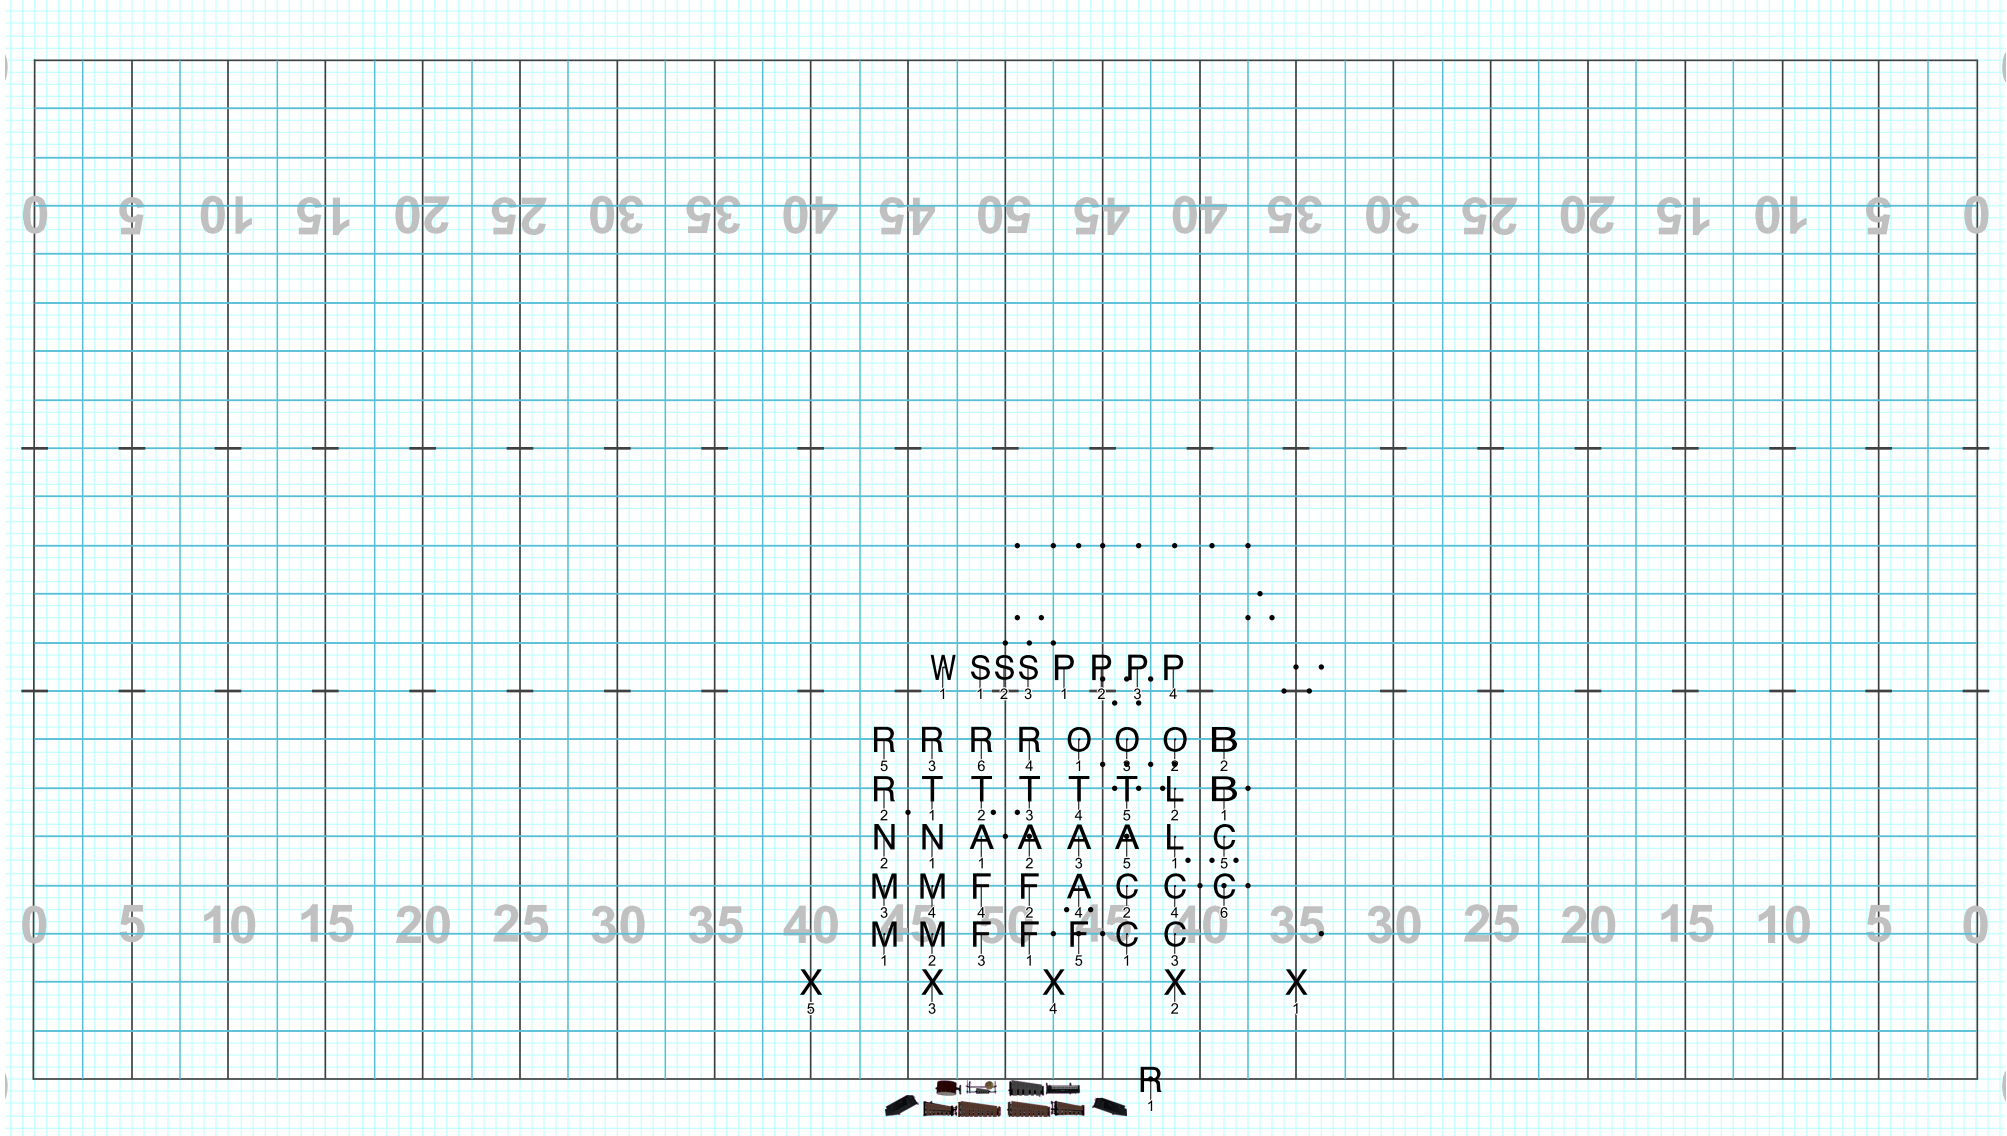 0 5 10 15 20 25 30 35 40 45 50 45 40 35 30 25 20 15 10 5 0
W S S S P P P P
1 1 2 3 1 2 3 4
R R R R O O O B
5 3 6 4 1 3 2 2
R T T T T T L B
2 1 2 3 4 5 2 1
N N A A A A L C
2 1 1 2 3 5 1 5
M M F F A C C C
3 4 4 2 4 2 4 6
0 5 10 15 20 25 30 35 40 45 50 45 40 35 30 25 20 15 10 5 0
M M F F F C C
1 2 3 1 5 1 3
X X X X X
5 3 4 2 1
R
1